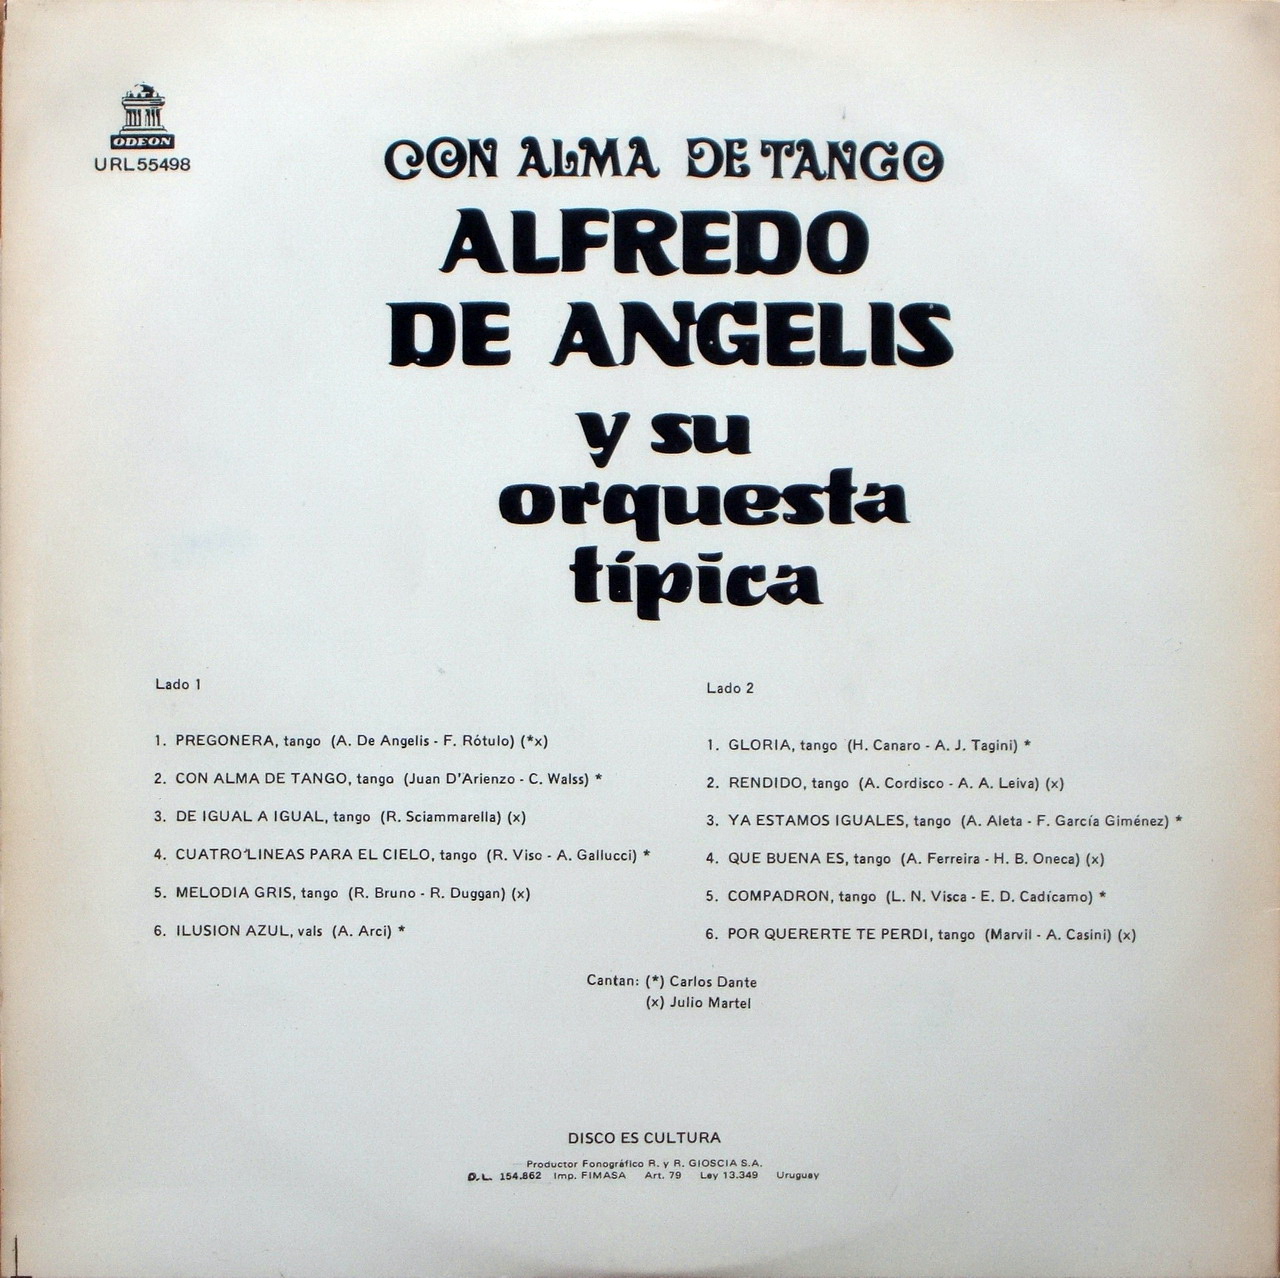 ODEON
URL55498
CON ALMA DE TANGO
ALFREDO
DE ANGELIS
y su
orquesta
típica
Lado 1
1. PREGONERA, tango (A. De Angelis - F. Rótulo) (*x)
2. CON ALMA DE TANGO, tango (Juan D'Arienzo - C. Walss) *
3. DE IGUAL A IGUAL, tango (R. Sciammarella) (x)
4. CUATRO LINEAS PARA EL CIELO, tango (R. Viso - A. Gallucci) *
5. MELODIA GRIS, tango (R. Bruno - R. Duggan) (x)
6. ILUSION AZUL, vals (A. Arci) *
Lado 2
1. GLORIA, tango (H. Canaro - A. J. Tagini) *
2. RENDIDO, tango (A. Cordisco - A. A. Leiva) (x)
3. YA ESTAMOS IGUALES, tango (A. Aleta - F. García Giménez) *
4. QUE BUENA ES, tango (A. Ferreira - H. B. Oneca) (x)
5. COMPADRON, tango (L. N. Visca - E. D. Cadícamo) *
6. POR QUERERTE TE PERDI, tango (Marvil - A. Casini) (x)
Cantan: (*) Carlos Dante
(x) Julio Martel
DISCO ES CULTURA
Productor Fonográfico R. y R. GIOSCIA S.A.
D.L. 154.862 Imp. FIMASA Art. 79 Ley 13.349 Uruguay